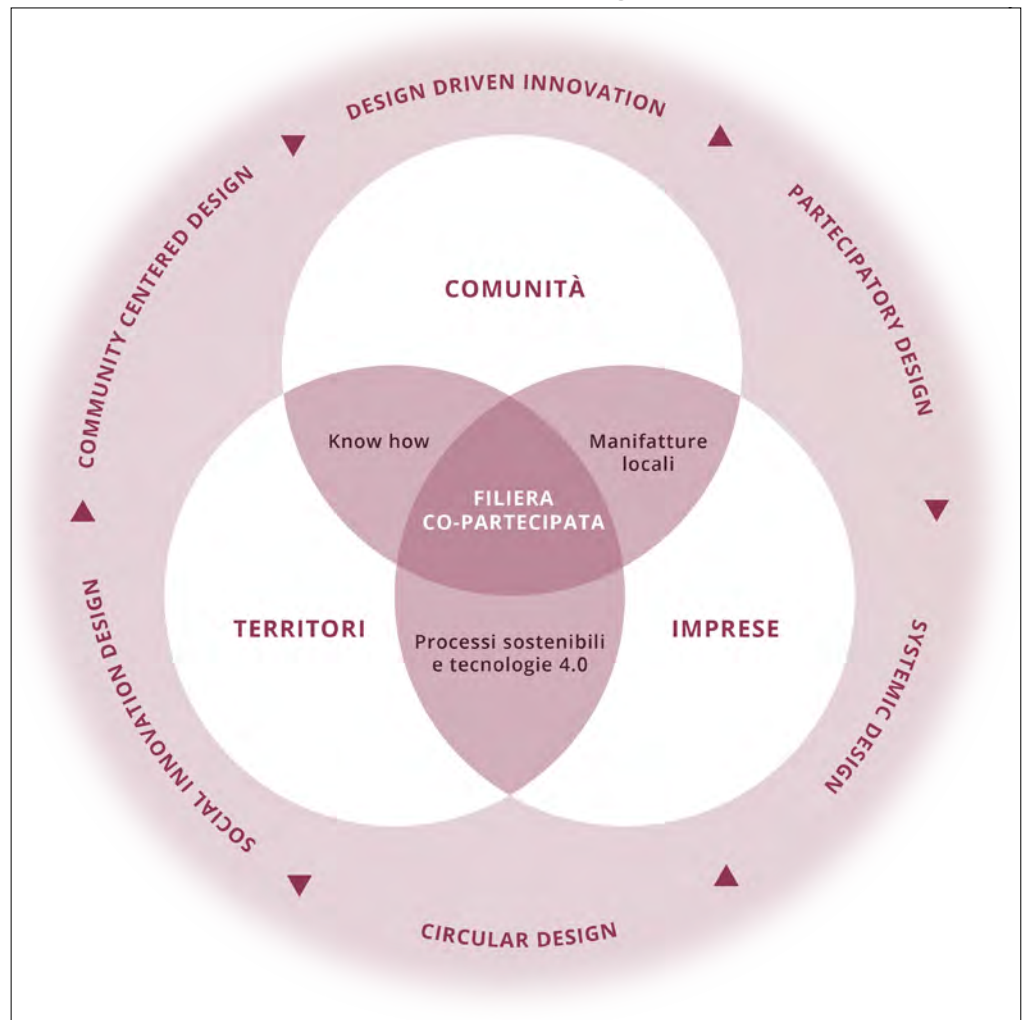 DESIGN DRIVEN INNOVATION
COMMUNITY CENTERED DESIGN
PARTECIPATORY DESIGN
COMUNITÀ
Know how
Manifatture
locali
FILIERA
CO-PARTECIPATA
TERRITORI
IMPRESE
Processi sostenibili
e tecnologie 4.0
SOCIAL INNOVATION DESIGN
SYSTEMIC DESIGN
CIRCULAR DESIGN